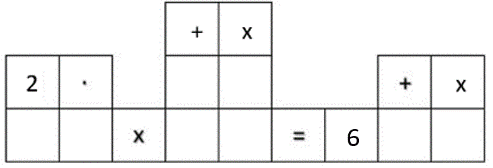 + x
2 · + x
x = 6